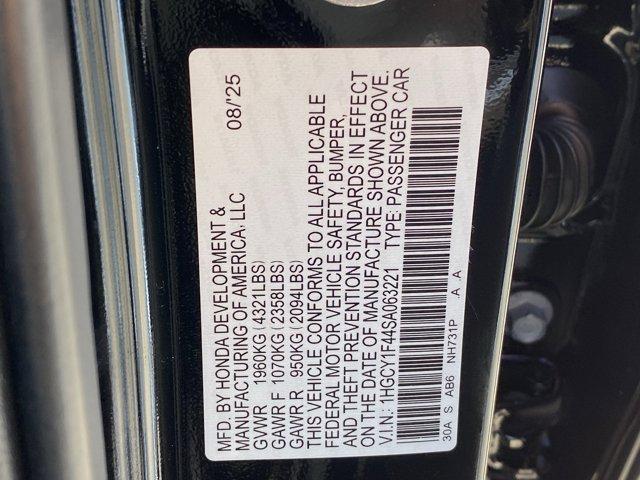 MFD. BY HONDA DEVELOPMENT & 08/'25
MANUFACTURING OF AMERICA, LLC
GVWR 1960KG (4321LBS)
GAWR F 1070KG (2358LBS)
GAWR R 950KG (2094LBS)
THIS VEHICLE CONFORMS TO ALL APPLICABLE
FEDERAL MOTOR VEHICLE SAFETY, BUMPER,
AND THEFT PREVENTION STANDARDS IN EFFECT
ON THE DATE OF MANUFACTURE SHOWN ABOVE.
V.I.N.: 1HGCY1F44SA063221 TYPE: PASSENGER CAR
30A S AB6 NH731P A A